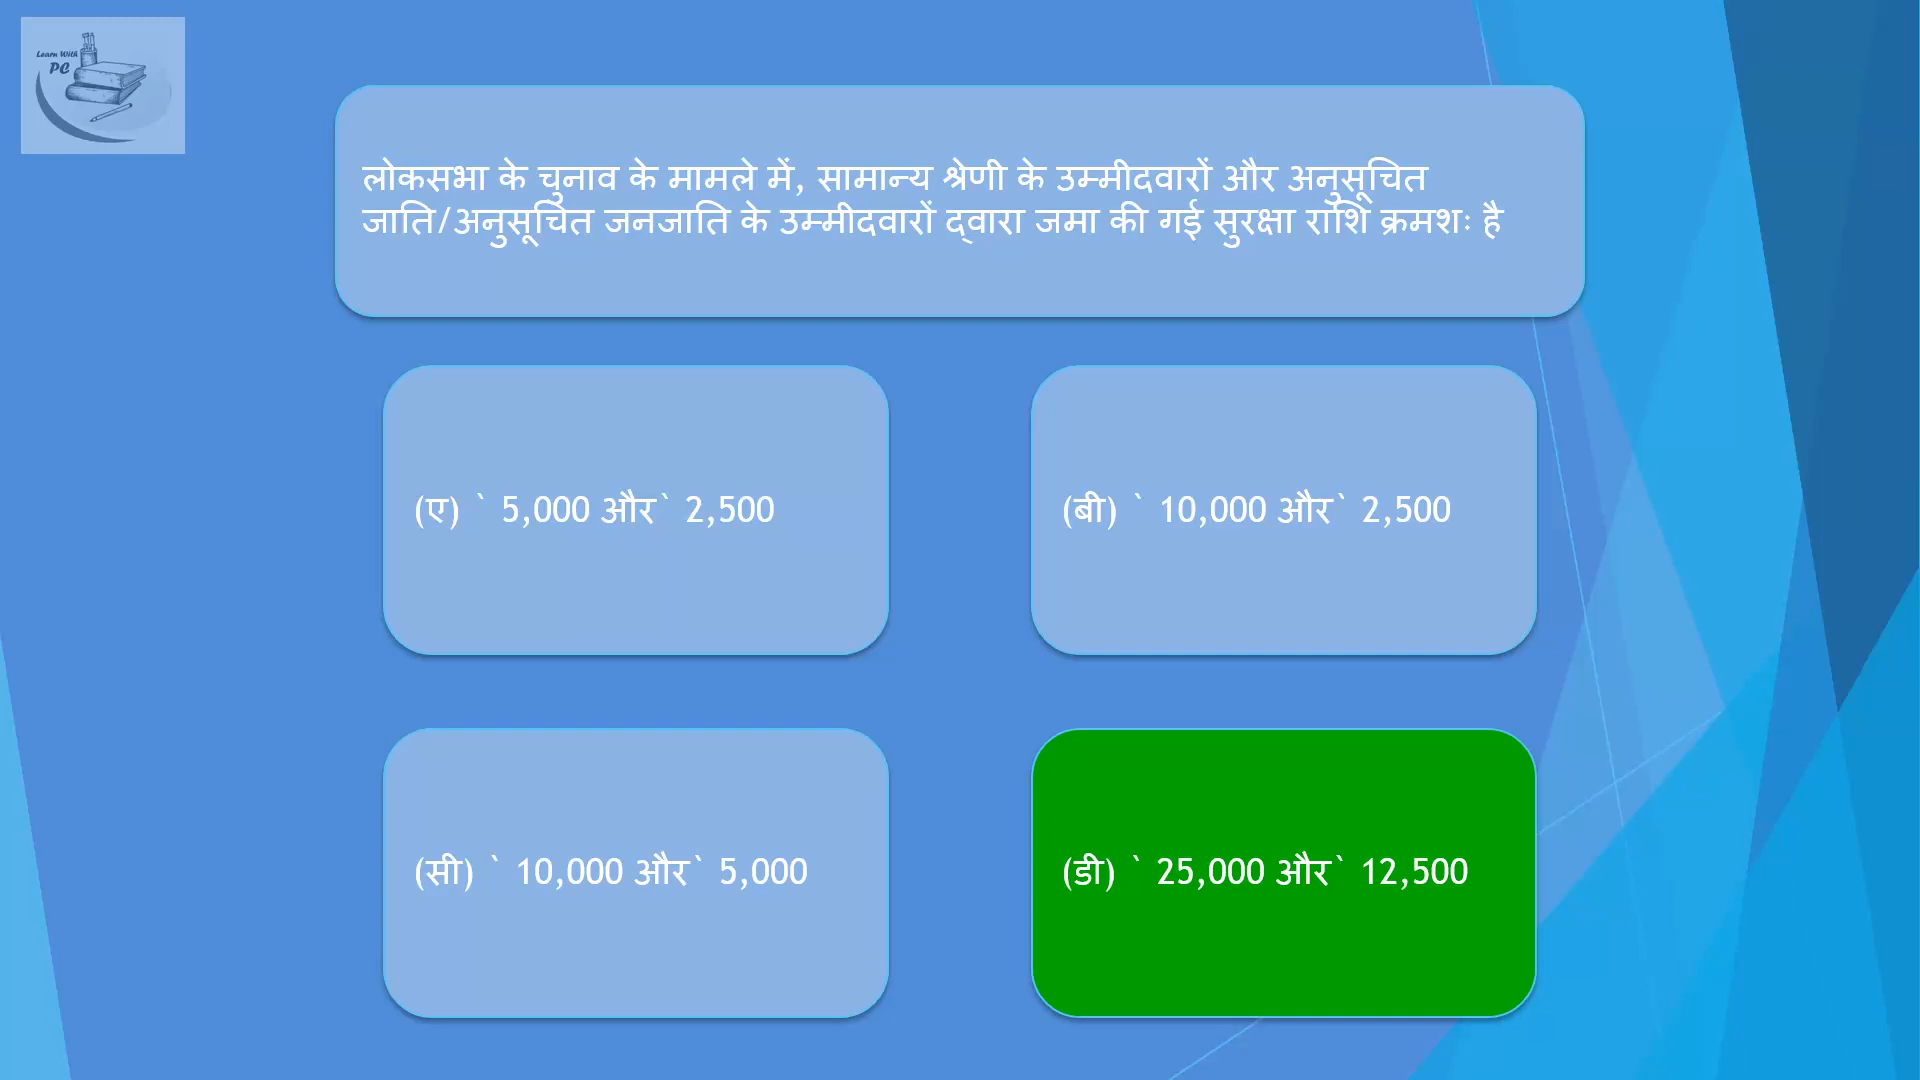 Learn With
PC
लोकसभा के चुनाव के मामले में, सामान्य श्रेणी के उम्मीदवारों और अनुसूचित
जाति/अनुसूचित जनजाति के उम्मीदवारों द्वारा जमा की गई सुरक्षा राशि क्रमशः है
(ए) ` 5,000 और` 2,500
(बी) ` 10,000 और` 2,500
(सी) ` 10,000 और` 5,000
(डी) ` 25,000 और` 12,500